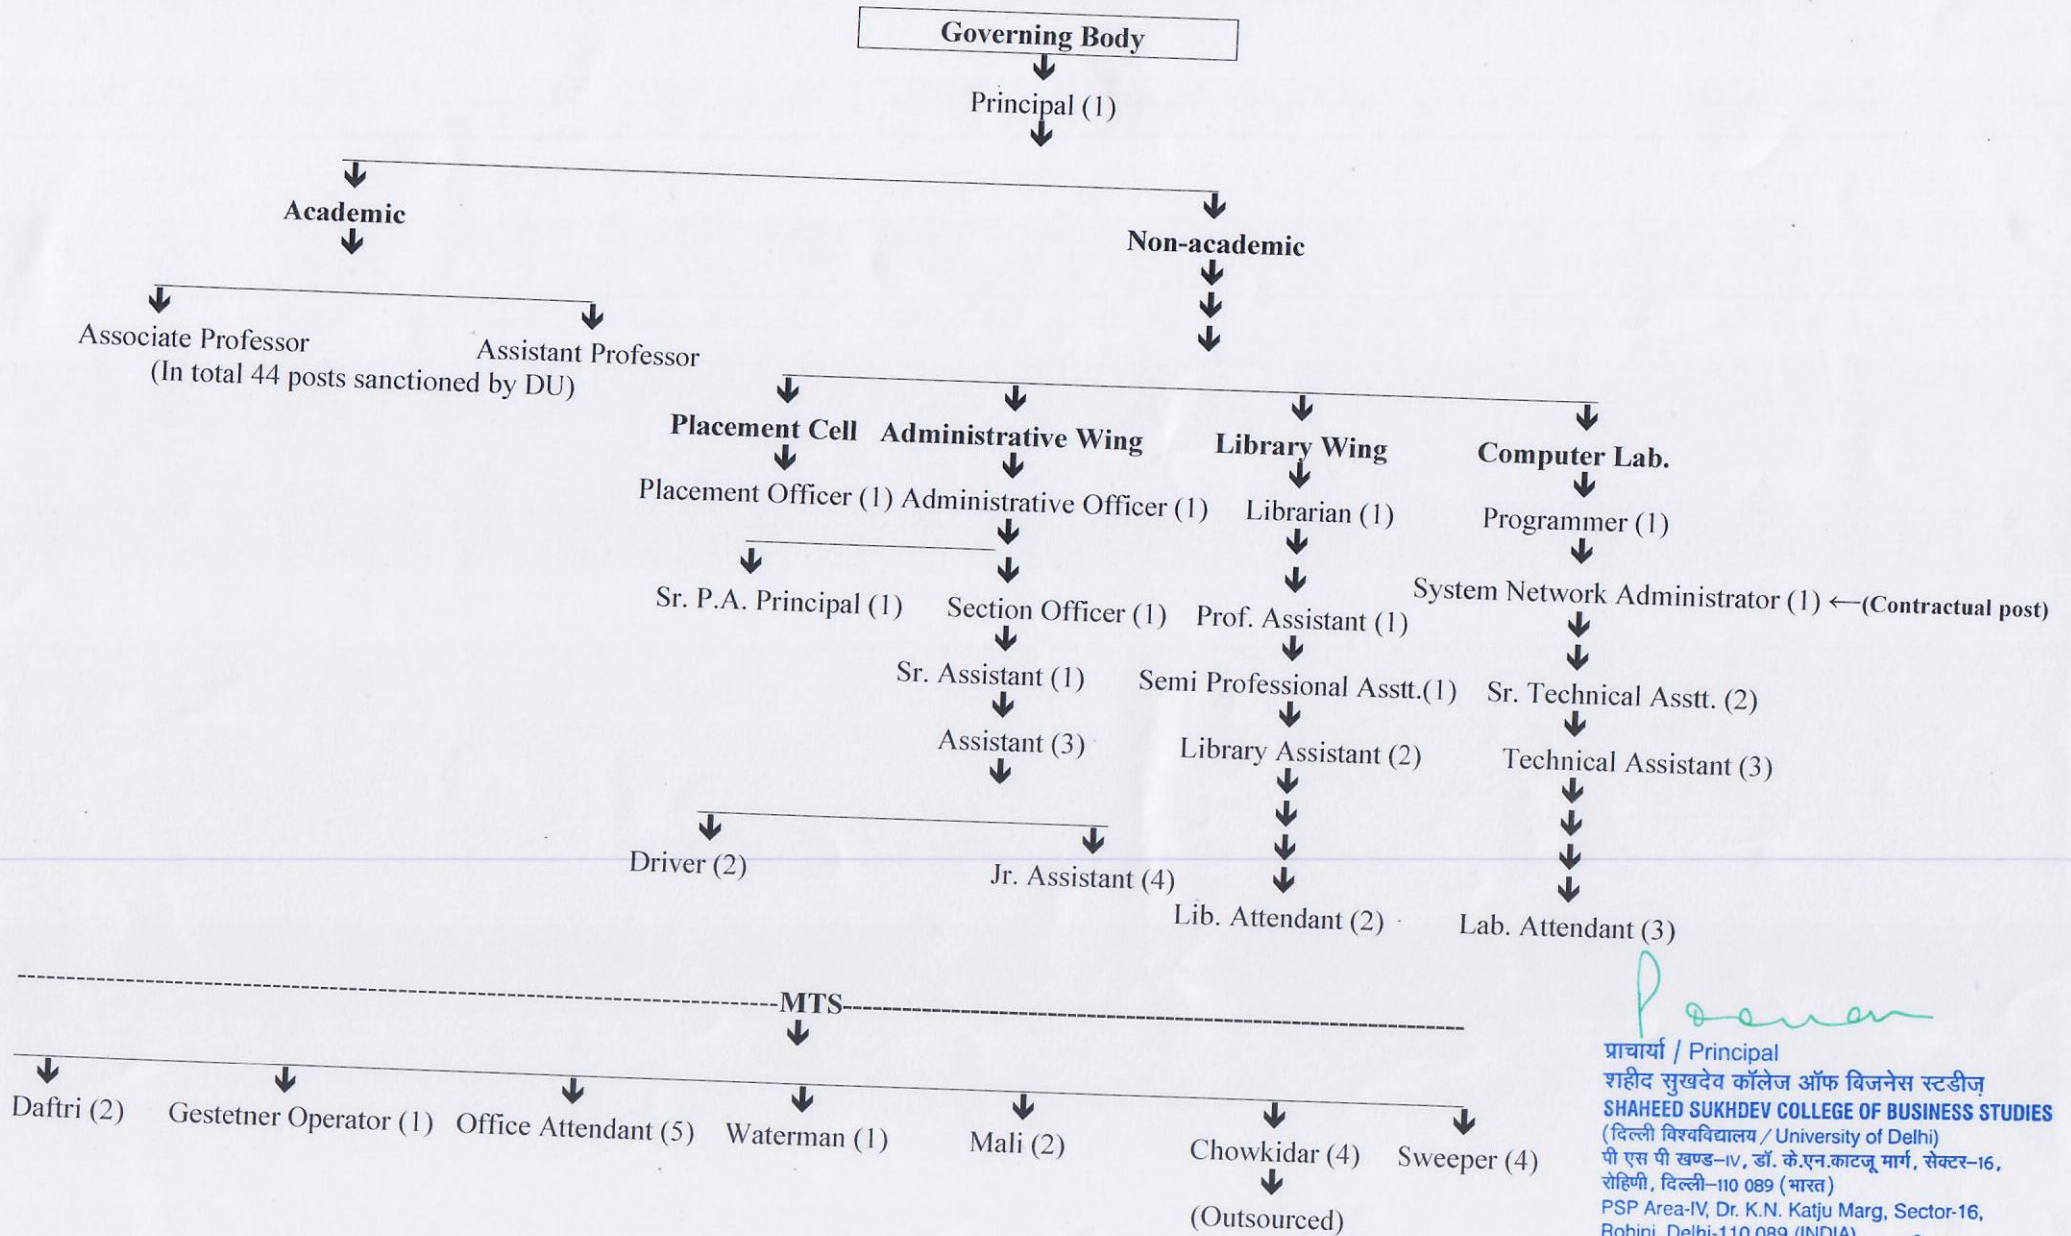 Governing Body
Principal (1)
Academic
Non-academic
Associate Professor
Assistant Professor
(In total 44 posts sanctioned by DU)
Placement Cell
Administrative Wing
Library Wing
Computer Lab.
Placement Officer (1)
Administrative Officer (1)
Librarian (1)
Programmer (1)
Sr. P.A. Principal (1)
Section Officer (1)
Prof. Assistant (1)
System Network Administrator (1) ←(Contractual post)
Sr. Assistant (1)
Semi Professional Asstt.(1)
Sr. Technical Asstt. (2)
Assistant (3)
Library Assistant (2)
Technical Assistant (3)
Driver (2)
Jr. Assistant (4)
Lib. Attendant (2)
Lab. Attendant (3)
MTS
Daftri (2)
Gestetner Operator (1)
Office Attendant (5)
Waterman (1)
Mali (2)
Chowkidar (4)
Sweeper (4)
(Outsourced)
Poonam
प्राचार्या / Principal
शहीद सुखदेव कॉलेज ऑफ बिजनेस स्टडीज़
SHAHEED SUKHDEV COLLEGE OF BUSINESS STUDIES
(दिल्ली विश्वविद्यालय / University of Delhi)
पी एस पी खण्ड-IV, डॉ. के.एन.काटजू मार्ग, सेक्टर-16,
रोहिणी, दिल्ली-110 089 (भारत)
PSP Area-IV, Dr. K.N. Katju Marg, Sector-16,
Rohini, Delhi-110 089 (INDIA)